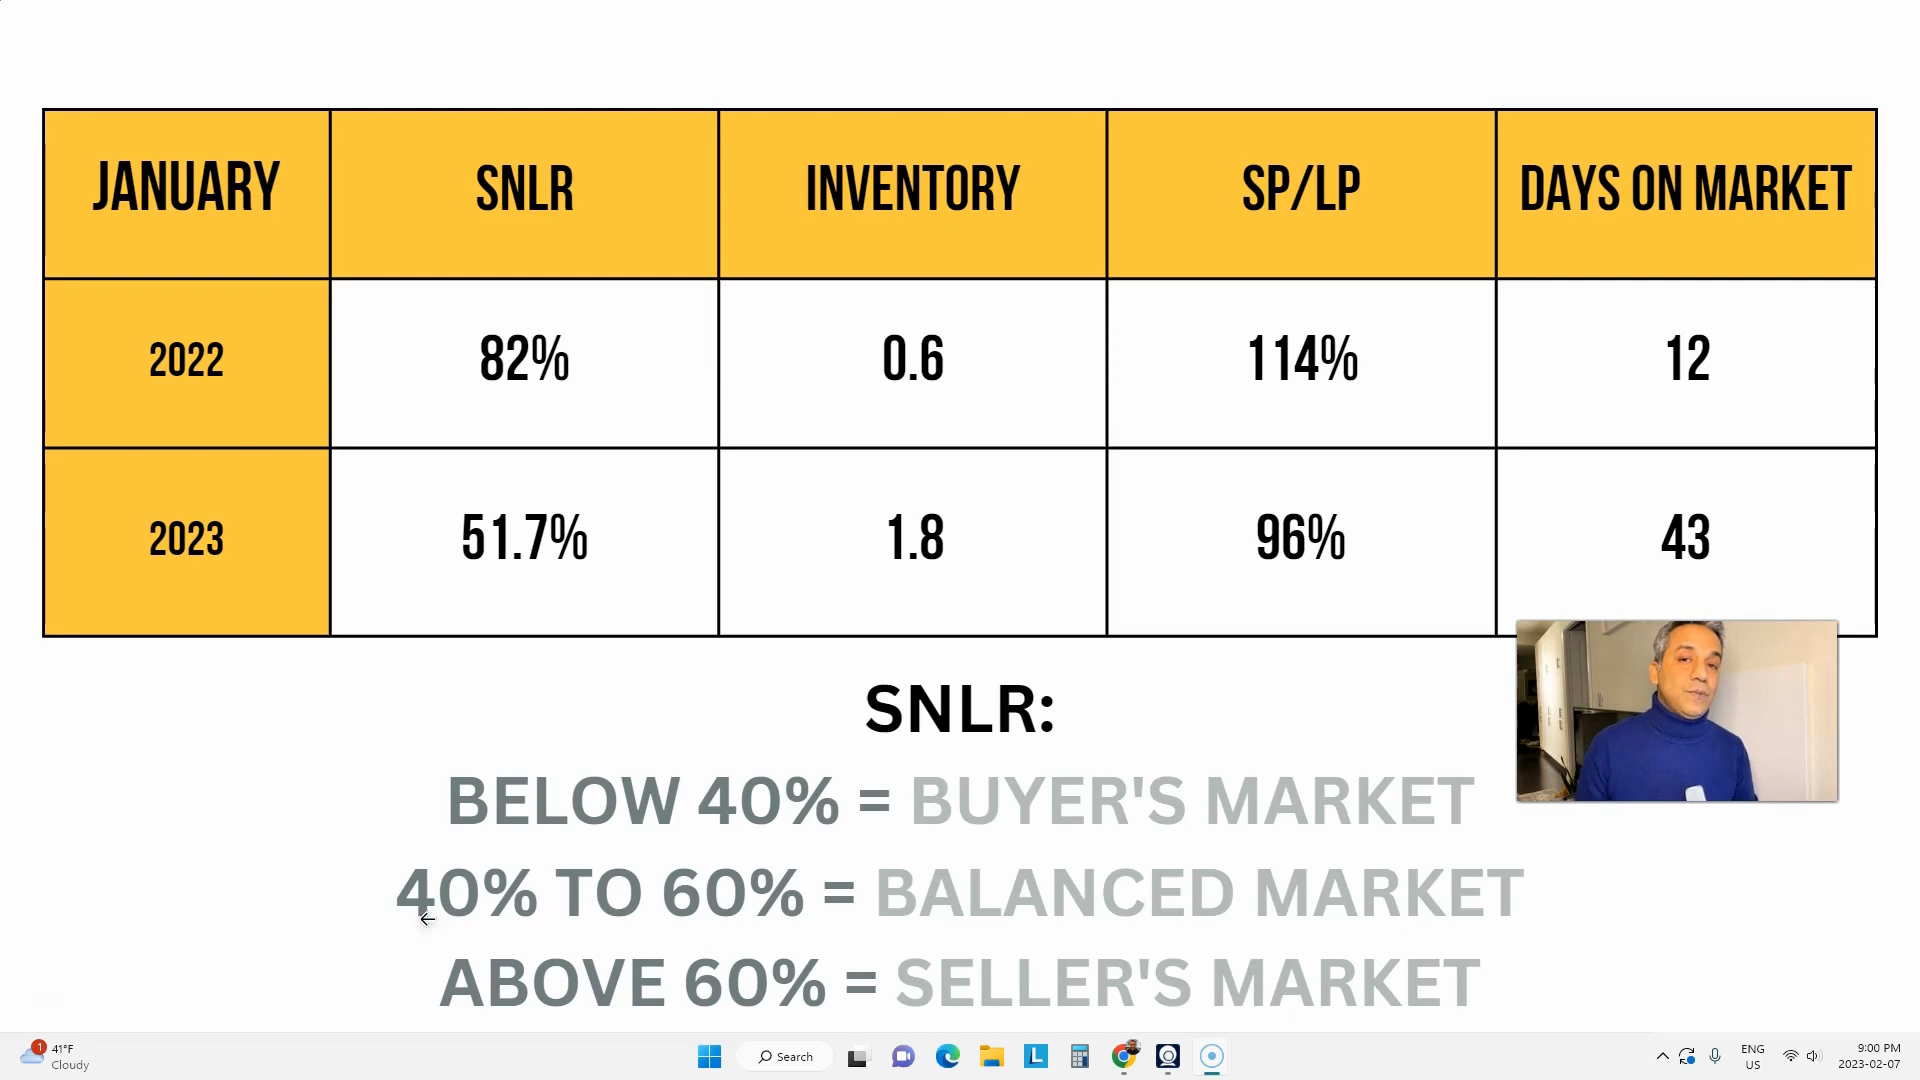 JANUARY SNLR INVENTORY SP/LP DAYS ON MARKET
2022 82% 0.6 114% 12
2023 51.7% 1.8 96% 43
SNLR:
BELOW 40% = BUYER'S MARKET
40% TO 60% = BALANCED MARKET
ABOVE 60% = SELLER'S MARKET
1 41°F
Cloudy
Search
L
ENG
US
9:00 PM
2023-02-07